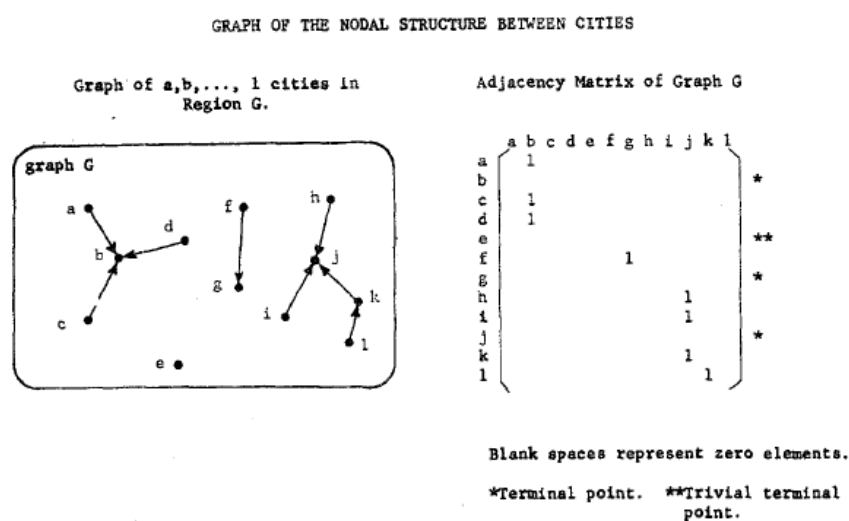 GRAPH OF THE NODAL STRUCTURE BETWEEN CITIES
Graph of a,b,..., l cities in
Region G.
graph G
a
d
b
c
e
f
g
h
j
i
k
l
Adjacency Matrix of Graph G
a b c d e f g h i j k l
a 1
b *
c 1
d 1
e **
f 1
g *
h 1
i 1
j *
k 1
l 1
Blank spaces represent zero elements.
*Terminal point. **Trivial terminal
point.